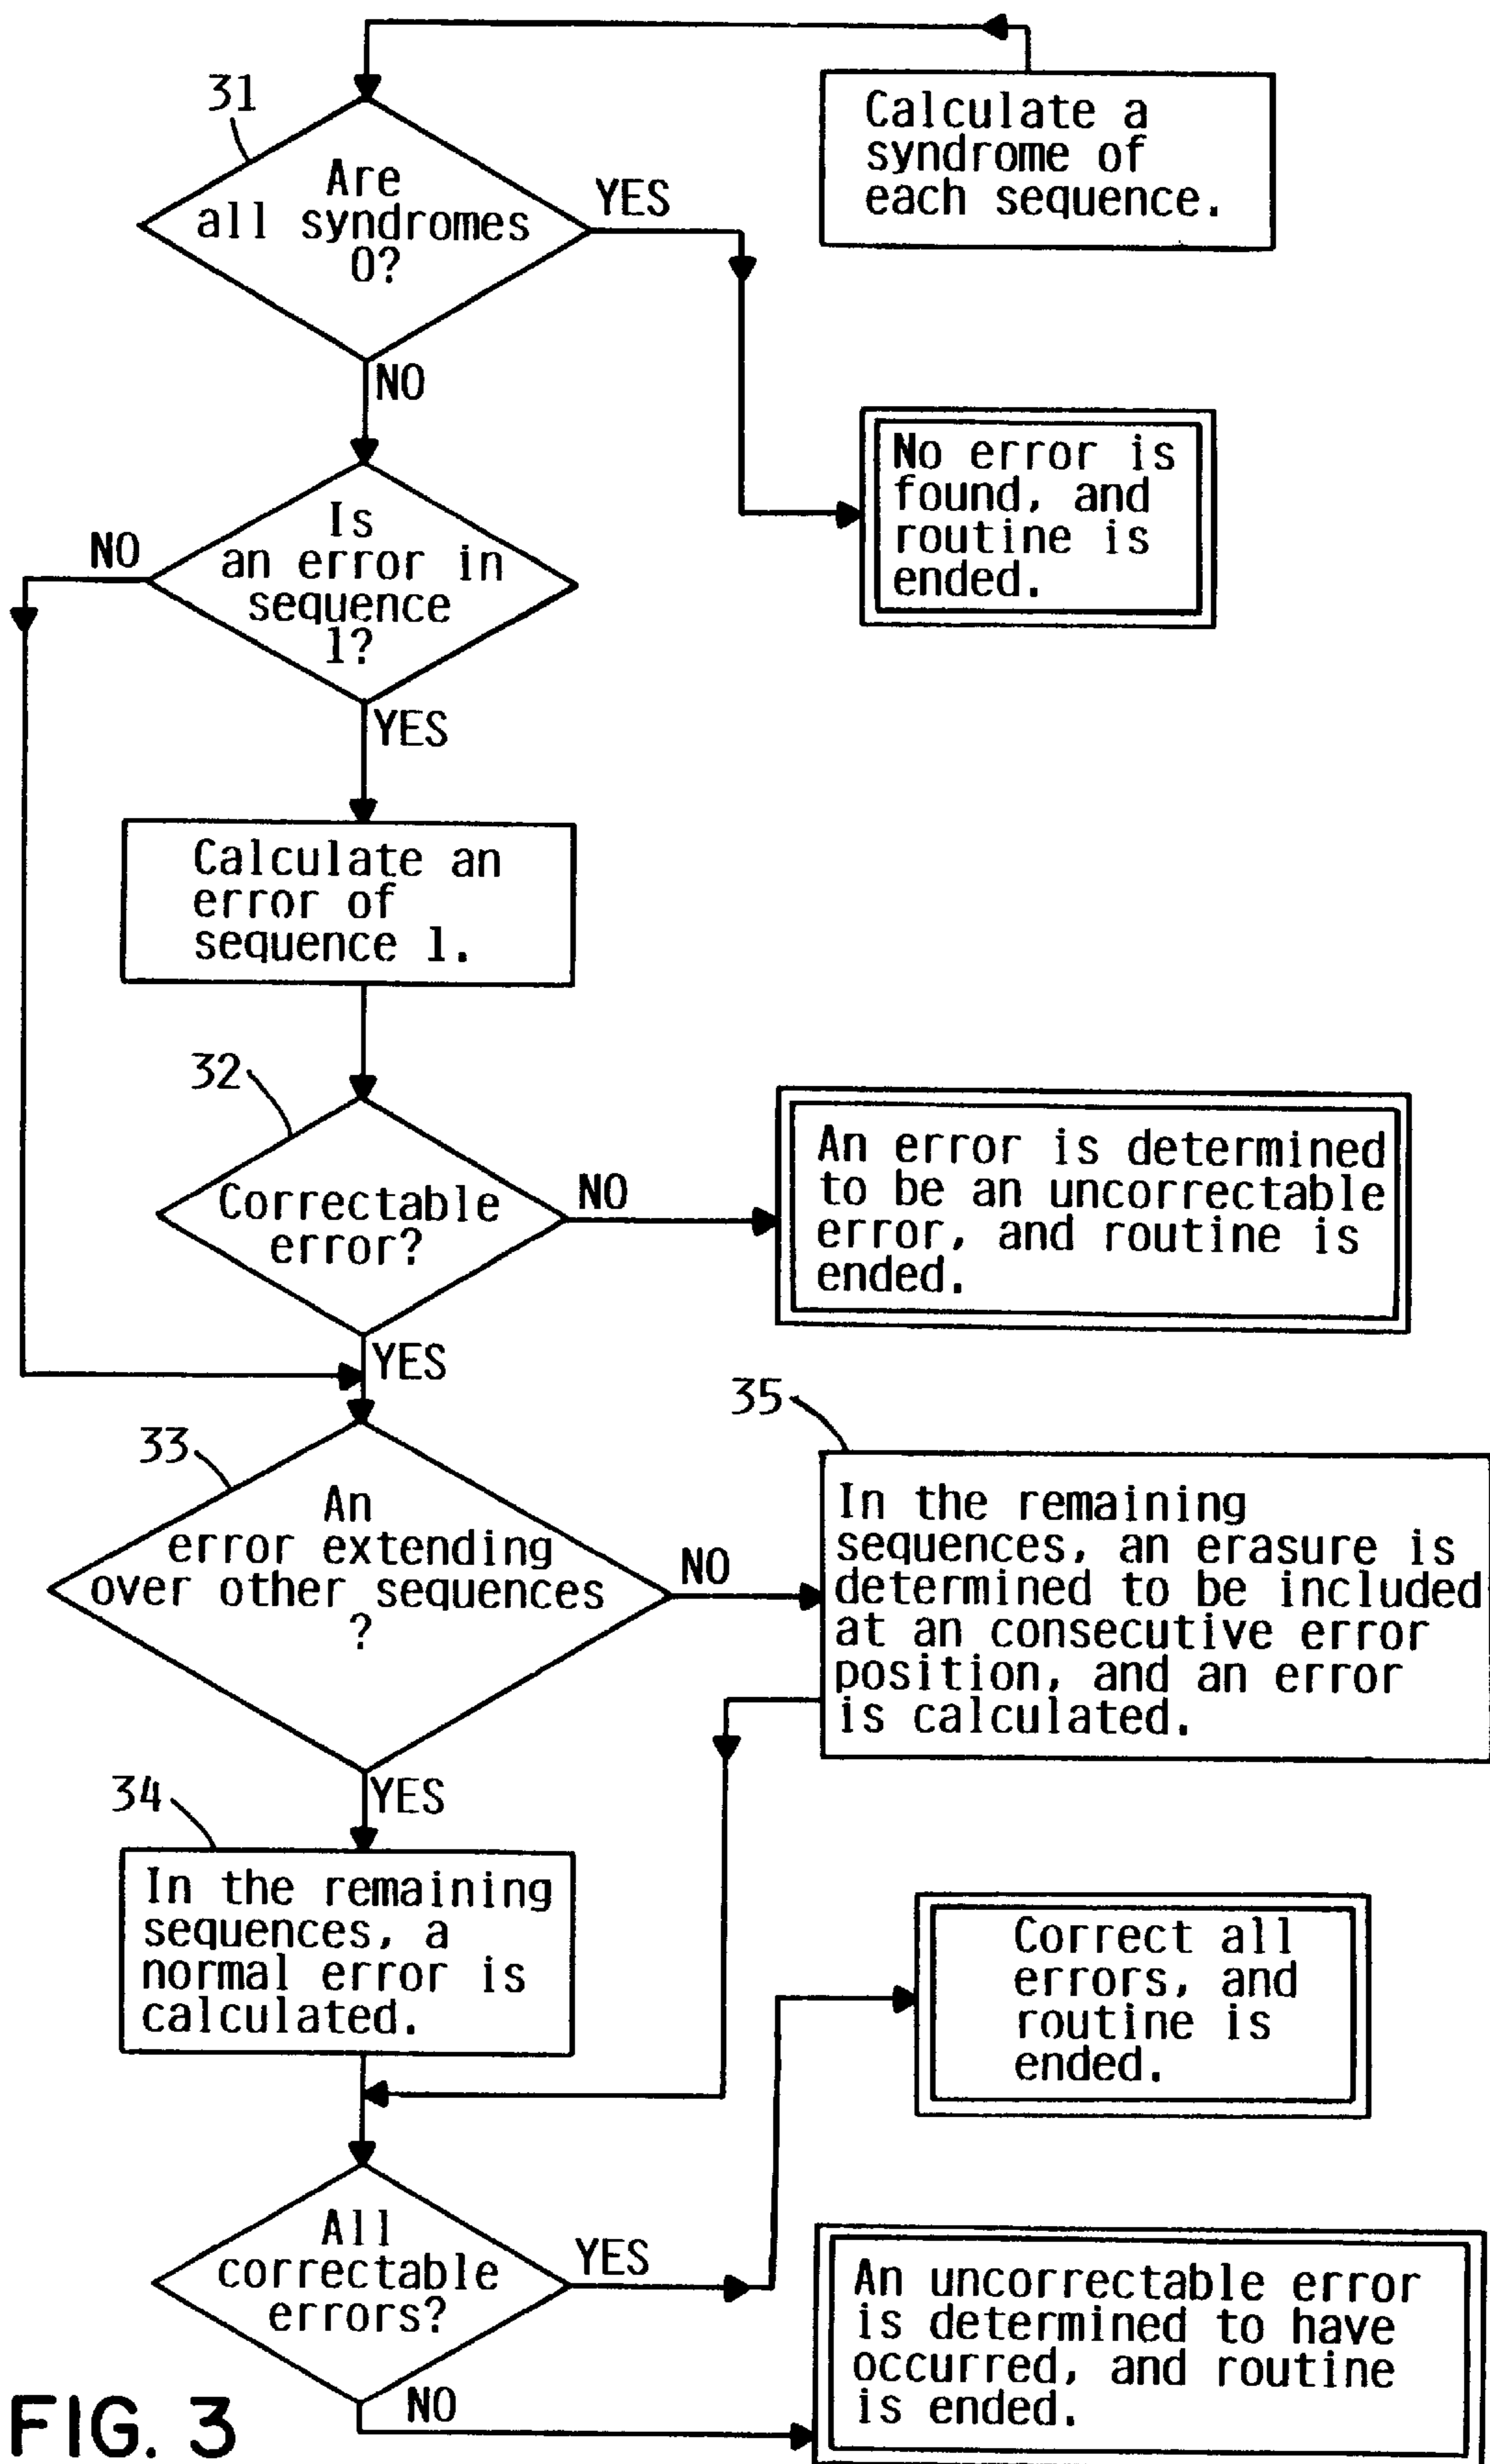 Calculate a
syndrome of
each sequence.
31
Are
all syndromes
0?
YES
NO
No error is
found, and
routine is
ended.
Is
an error in
sequence
1?
NO
YES
Calculate an
error of
sequence 1.
32
Correctable
error?
NO
An error is determined
to be an uncorrectable
error, and routine is
ended.
YES
33
An
error extending
over other sequences
?
NO
35
In the remaining
sequences, an erasure is
determined to be included
at an consecutive error
position, and an error
is calculated.
YES
34
In the remaining
sequences, a
normal error is
calculated.
Correct all
errors, and
routine is
ended.
All
correctable
errors?
YES
NO
An uncorrectable error
is determined to have
occurred, and routine
is ended.
FIG. 3